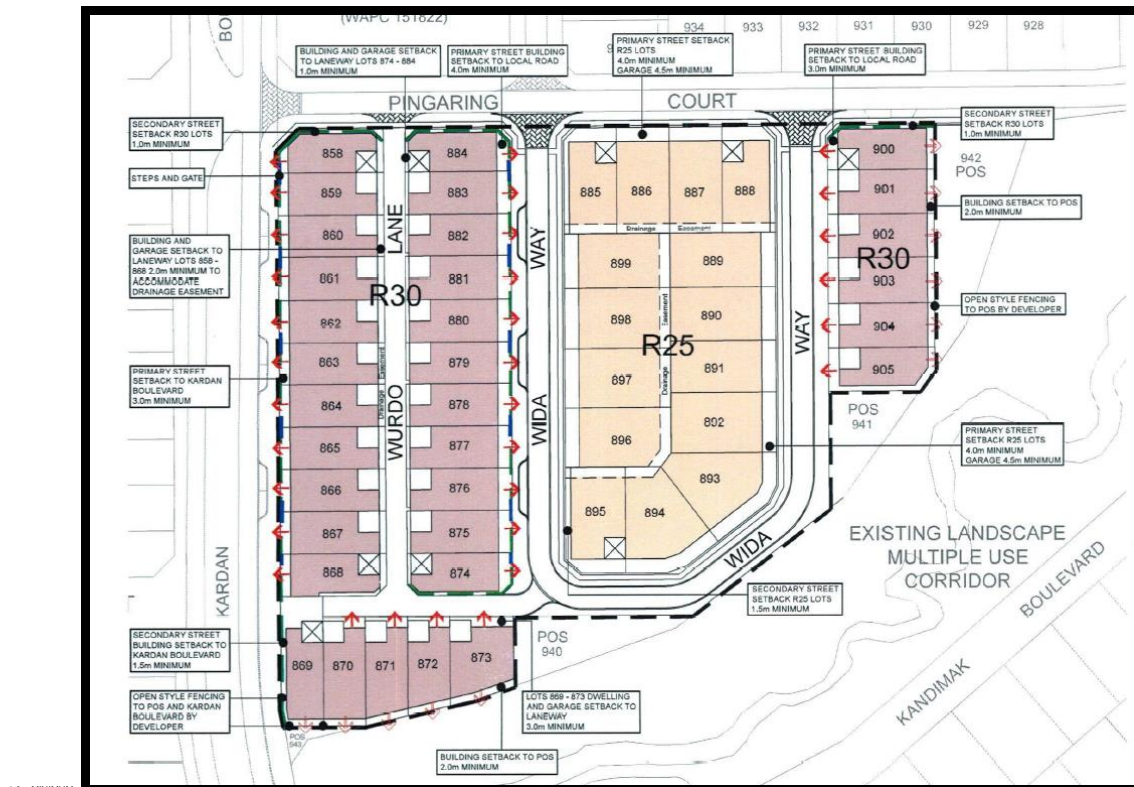 (WAPC 151822)
BO
934 933 932 931 930 929 928
9
BUILDING AND GARAGE SETBACK
TO LANEWAY LOTS 874 - 884
1.0m MINIMUM
PRIMARY STREET BUILDING
SETBACK TO LOCAL ROAD
4.0m MINIMUM
PRIMARY STREET SETBACK
R25 LOTS
4.0m MINIMUM
GARAGE 4.5m MINIMUM
PRIMARY STREET BUILDING
SETBACK TO LOCAL ROAD
3.0m MINIMUM
PINGARING COURT
SECONDARY STREET
SETBACK R30 LOTS
1.0m MINIMUM
SECONDARY STREET
SETBACK R30 LOTS
1.0m MINIMUM
STEPS AND GATE
942
POS
BUILDING SETBACK TO POS
2.0m MINIMUM
BUILDING AND
GARAGE SETBACK TO
LANEWAY LOTS 858 -
868 2.0m MINIMUM TO
ACCOMMODATE
DRAINAGE EASEMENT
OPEN STYLE FENCING
TO POS BY DEVELOPER
PRIMARY STREET
SETBACK TO KARDAN
BOULEVARD
3.0m MINIMUM
858
859
860
861
862
863
864
865
866
867
868
R30
WURDO LANE
Drainage Easement
884
883
882
881
880
879
878
877
876
875
874
WIDA WAY
885 886 887 888
Drainage Easement
899 889
898 890
R25
897 891
896 892
895 894 893
Drainage Easement
WAY
WIDA
900
901
902
R30
903
904
905
POS
941
PRIMARY STREET
SETBACK R25 LOTS
4.0m MINIMUM
GARAGE 4.5m MINIMUM
EXISTING LANDSCAPE
MULTIPLE USE
CORRIDOR
KARDAN
KANDIMAK BOULEVARD
SECONDARY STREET
SETBACK R25 LOTS
1.5m MINIMUM
SECONDARY STREET
BUILDING SETBACK TO
KARDAN BOULEVARD
1.5m MINIMUM
869 870 871 872 873
POS
940
OPEN STYLE FENCING
TO POS AND KARDAN
BOULEVARD BY
DEVELOPER
POS
943
LOTS 869 - 873 DWELLING
AND GARAGE SETBACK TO
LANEWAY
3.0m MINIMUM
BUILDING SETBACK TO POS
2.0m MINIMUM